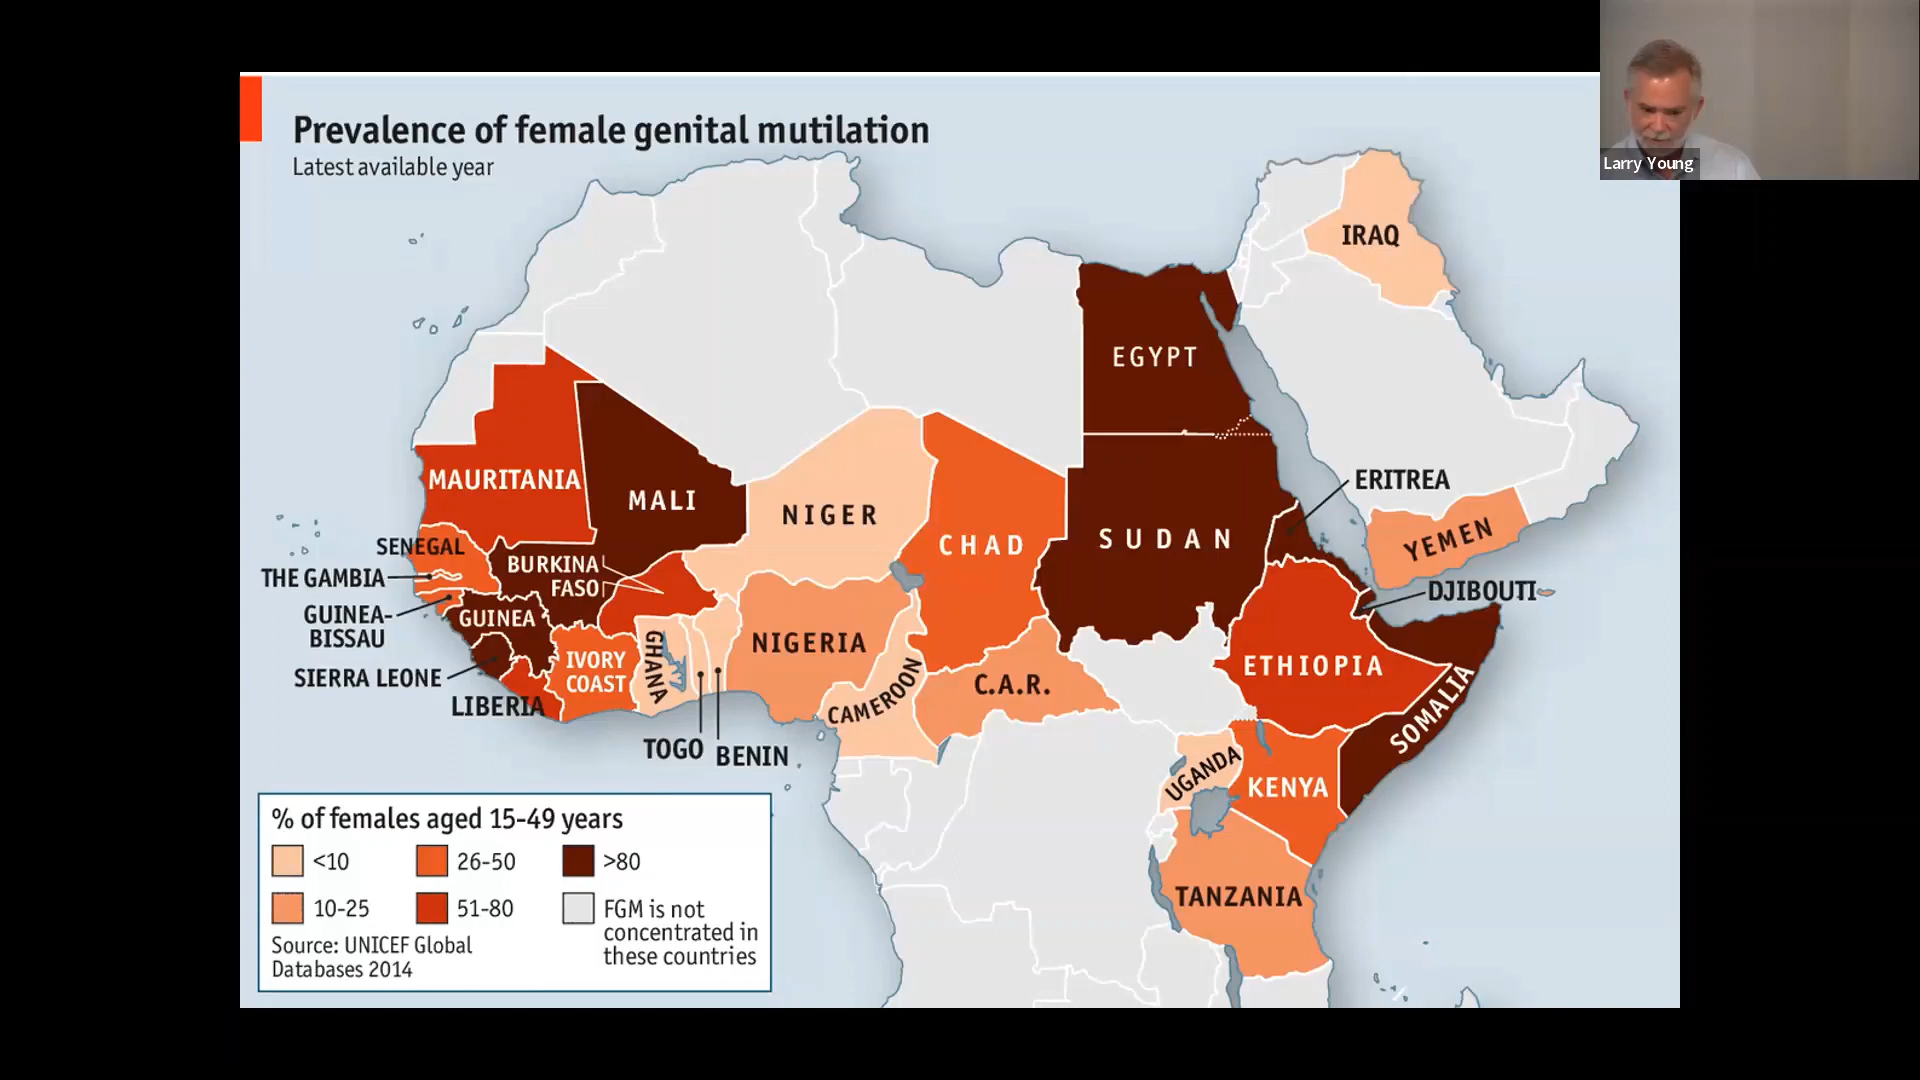 Prevalence of female genital mutilation
Latest available year
Larry Young
IRAQ
EGYPT
MAURITANIA
MALI
NIGER
CHAD
SUDAN
ERITREA
YEMEN
SENEGAL
THE GAMBIA
BURKINA
FASO
DJIBOUTI
GUINEA-
BISSAU
GUINEA
SIERRA LEONE
LIBERIA
IVORY
COAST
GHANA
NIGERIA
CAMEROON
C.A.R.
ETHIOPIA
SOMALIA
TOGO
BENIN
UGANDA
KENYA
TANZANIA
% of females aged 15-49 years
<10
26-50
>80
10-25
51-80
FGM is not
concentrated in
these countries
Source: UNICEF Global
Databases 2014